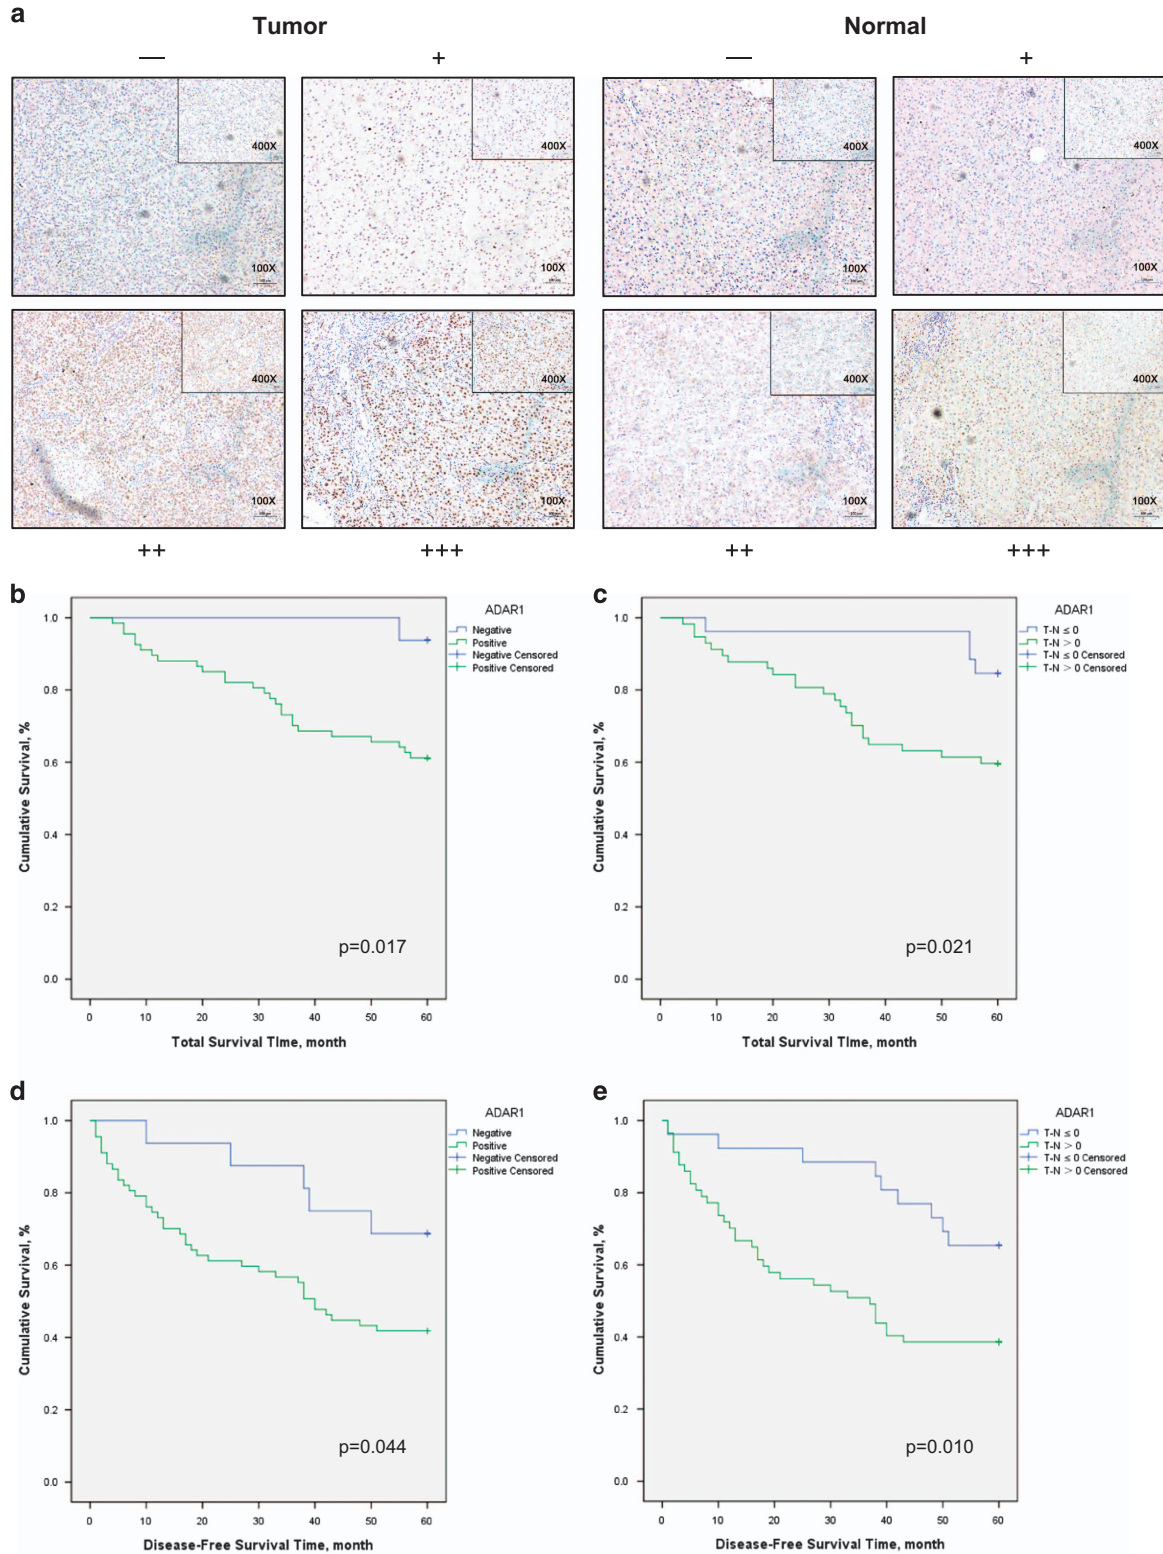 a
Tumor
Normal
—
+
—
+
400X
400X
400X
400X
100X
100X
100X
100X
400X
400X
400X
400X
100X
100X
100X
100X
++
+++
++
+++
b
ADAR1
Negative
Positive
Negative Censored
Positive Censored
1.0
0.8
0.6
0.4
0.2
0.0
Cumulative Survival, %
p=0.017
0 10 20 30 40 50 60
Total Survival TIme, month
c
ADAR1
T-N ≤ 0
T-N > 0
T-N ≤ 0 Censored
T-N > 0 Censored
1.0
0.8
0.6
0.4
0.2
0.0
Cumulative Survival, %
p=0.021
0 10 20 30 40 50 60
Total Survival TIme, month
d
ADAR1
Negative
Positive
Negative Censored
Positive Censored
1.0
0.8
0.6
0.4
0.2
0.0
Cumulative Survival, %
p=0.044
0 10 20 30 40 50 60
Disease-Free Survival Time, month
e
ADAR1
T-N ≤ 0
T-N > 0
T-N ≤ 0 Censored
T-N > 0 Censored
1.0
0.8
0.6
0.4
0.2
0.0
Cumulative Survival, %
p=0.010
0 10 20 30 40 50 60
Disease-Free Survival Time, month